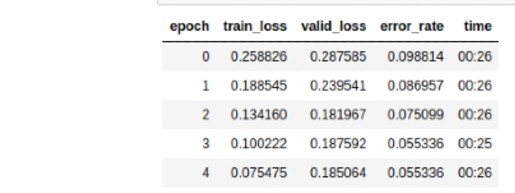 epoch train_loss valid_loss error_rate time
0 0.258826 0.287585 0.098814 00:26
1 0.188545 0.239541 0.086957 00:26
2 0.134160 0.181967 0.075099 00:26
3 0.100222 0.187592 0.055336 00:25
4 0.075475 0.185064 0.055336 00:26